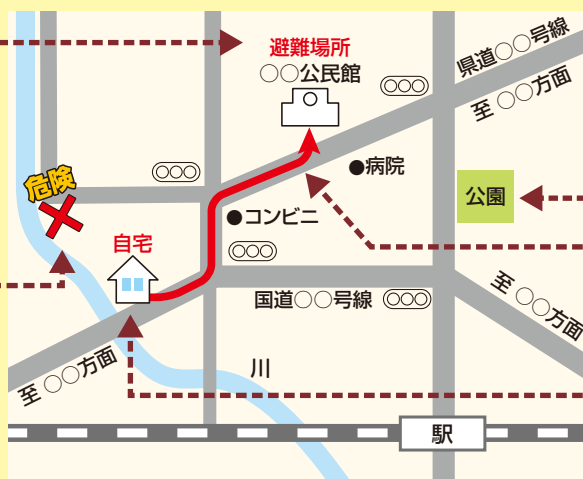 避難場所
○○公民館
県道○○号線
至 ○○方面
病院
危険
公園
コンビニ
自宅
国道○○号線
至 ○○方面
至 ○○方面
川
駅